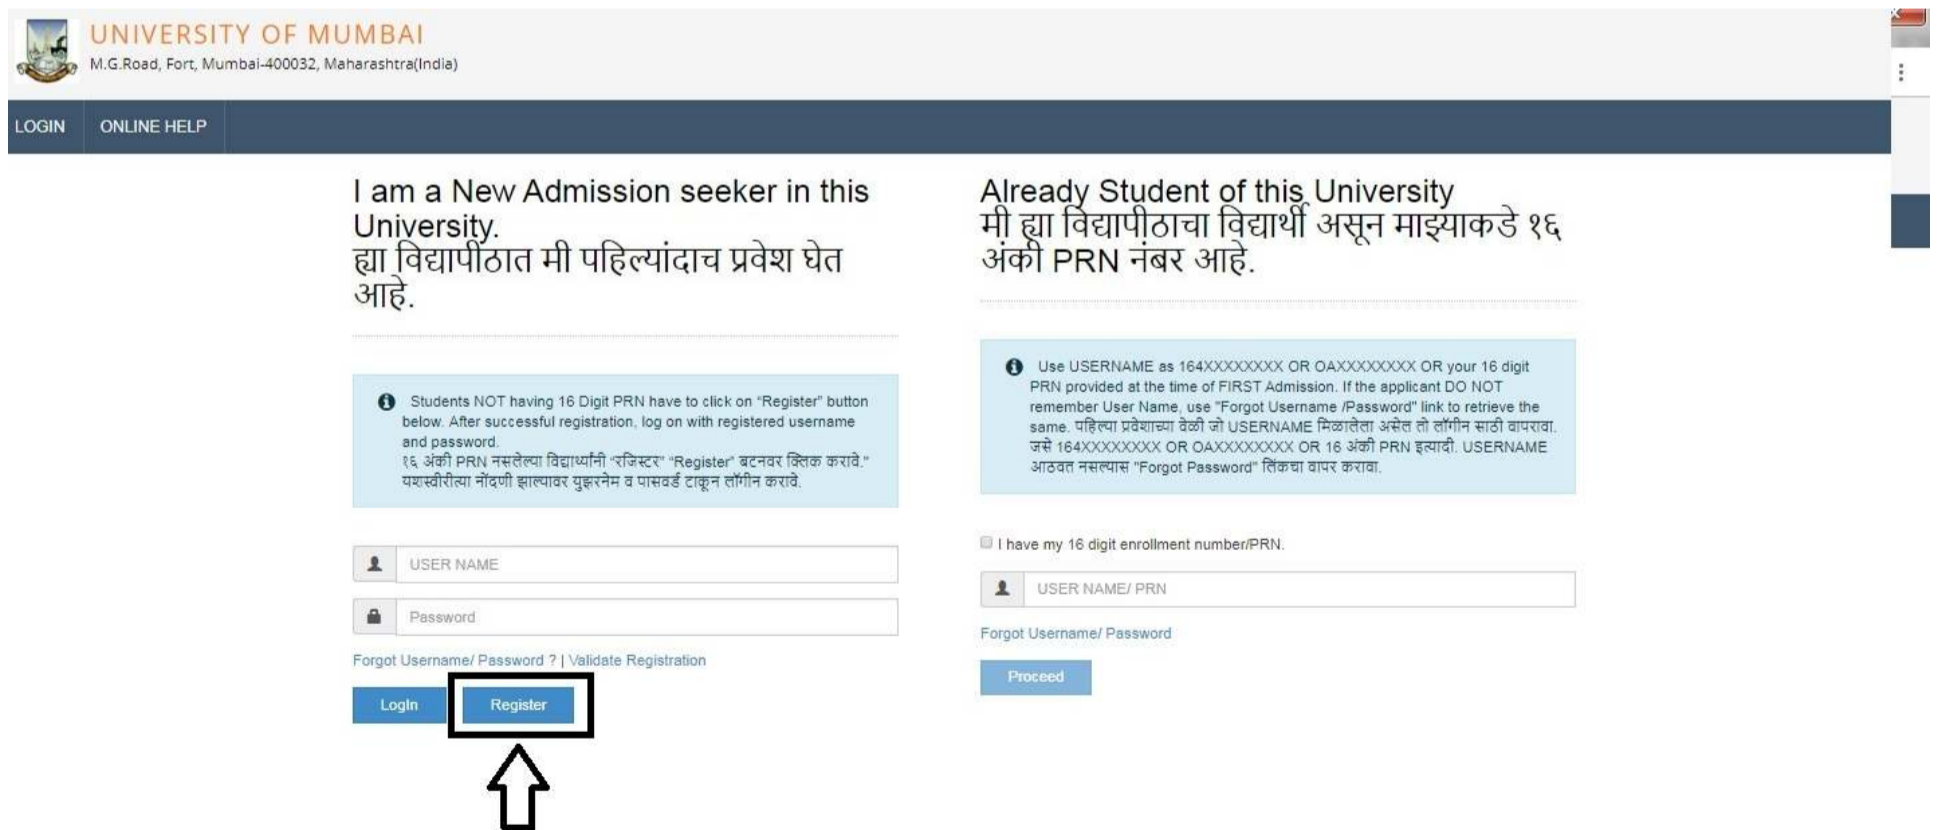 UNIVERSITY OF MUMBAI
M.G.Road, Fort, Mumbai-400032, Maharashtra(India)
LOGIN ONLINE HELP
I am a New Admission seeker in this
University.
ह्या विद्यापीठात मी पहिल्यांदाच प्रवेश घेत
आहे.
Students NOT having 16 Digit PRN have to click on “Register” button
below. After successful registration, log on with registered username
and password.
१६ अंकी PRN नसलेल्या विद्यार्थ्यांनी “रजिस्टर” “Register” बटनवर क्लिक करावे.”
यशस्वीरीत्या नोंदणी झाल्यावर युझरनेम व पासवर्ड टाकून लॉगीन करावे.
USER NAME
Password
Forgot Username/ Password ? | Validate Registration
LogIn Register
Already Student of this University
मी ह्या विद्यापीठाचा विद्यार्थी असून माझ्याकडे १६
अंकी PRN नंबर आहे.
Use USERNAME as 164XXXXXXXX OR OAXXXXXXXX OR your 16 digit
PRN provided at the time of FIRST Admission. If the applicant DO NOT
remember User Name, use "Forgot Username /Password" link to retrieve the
same. पहिल्या प्रवेशाच्या वेळी जो USERNAME मिळालेला असेल तो लॉगीन साठी वापरावा.
जसे 164XXXXXXXX OR OAXXXXXXXX OR 16 अंकी PRN इत्यादी. USERNAME
आठवत नसल्यास "Forgot Password" लिंकचा वापर करावा.
I have my 16 digit enrollment number/PRN.
USER NAME/ PRN
Forgot Username/ Password
Proceed